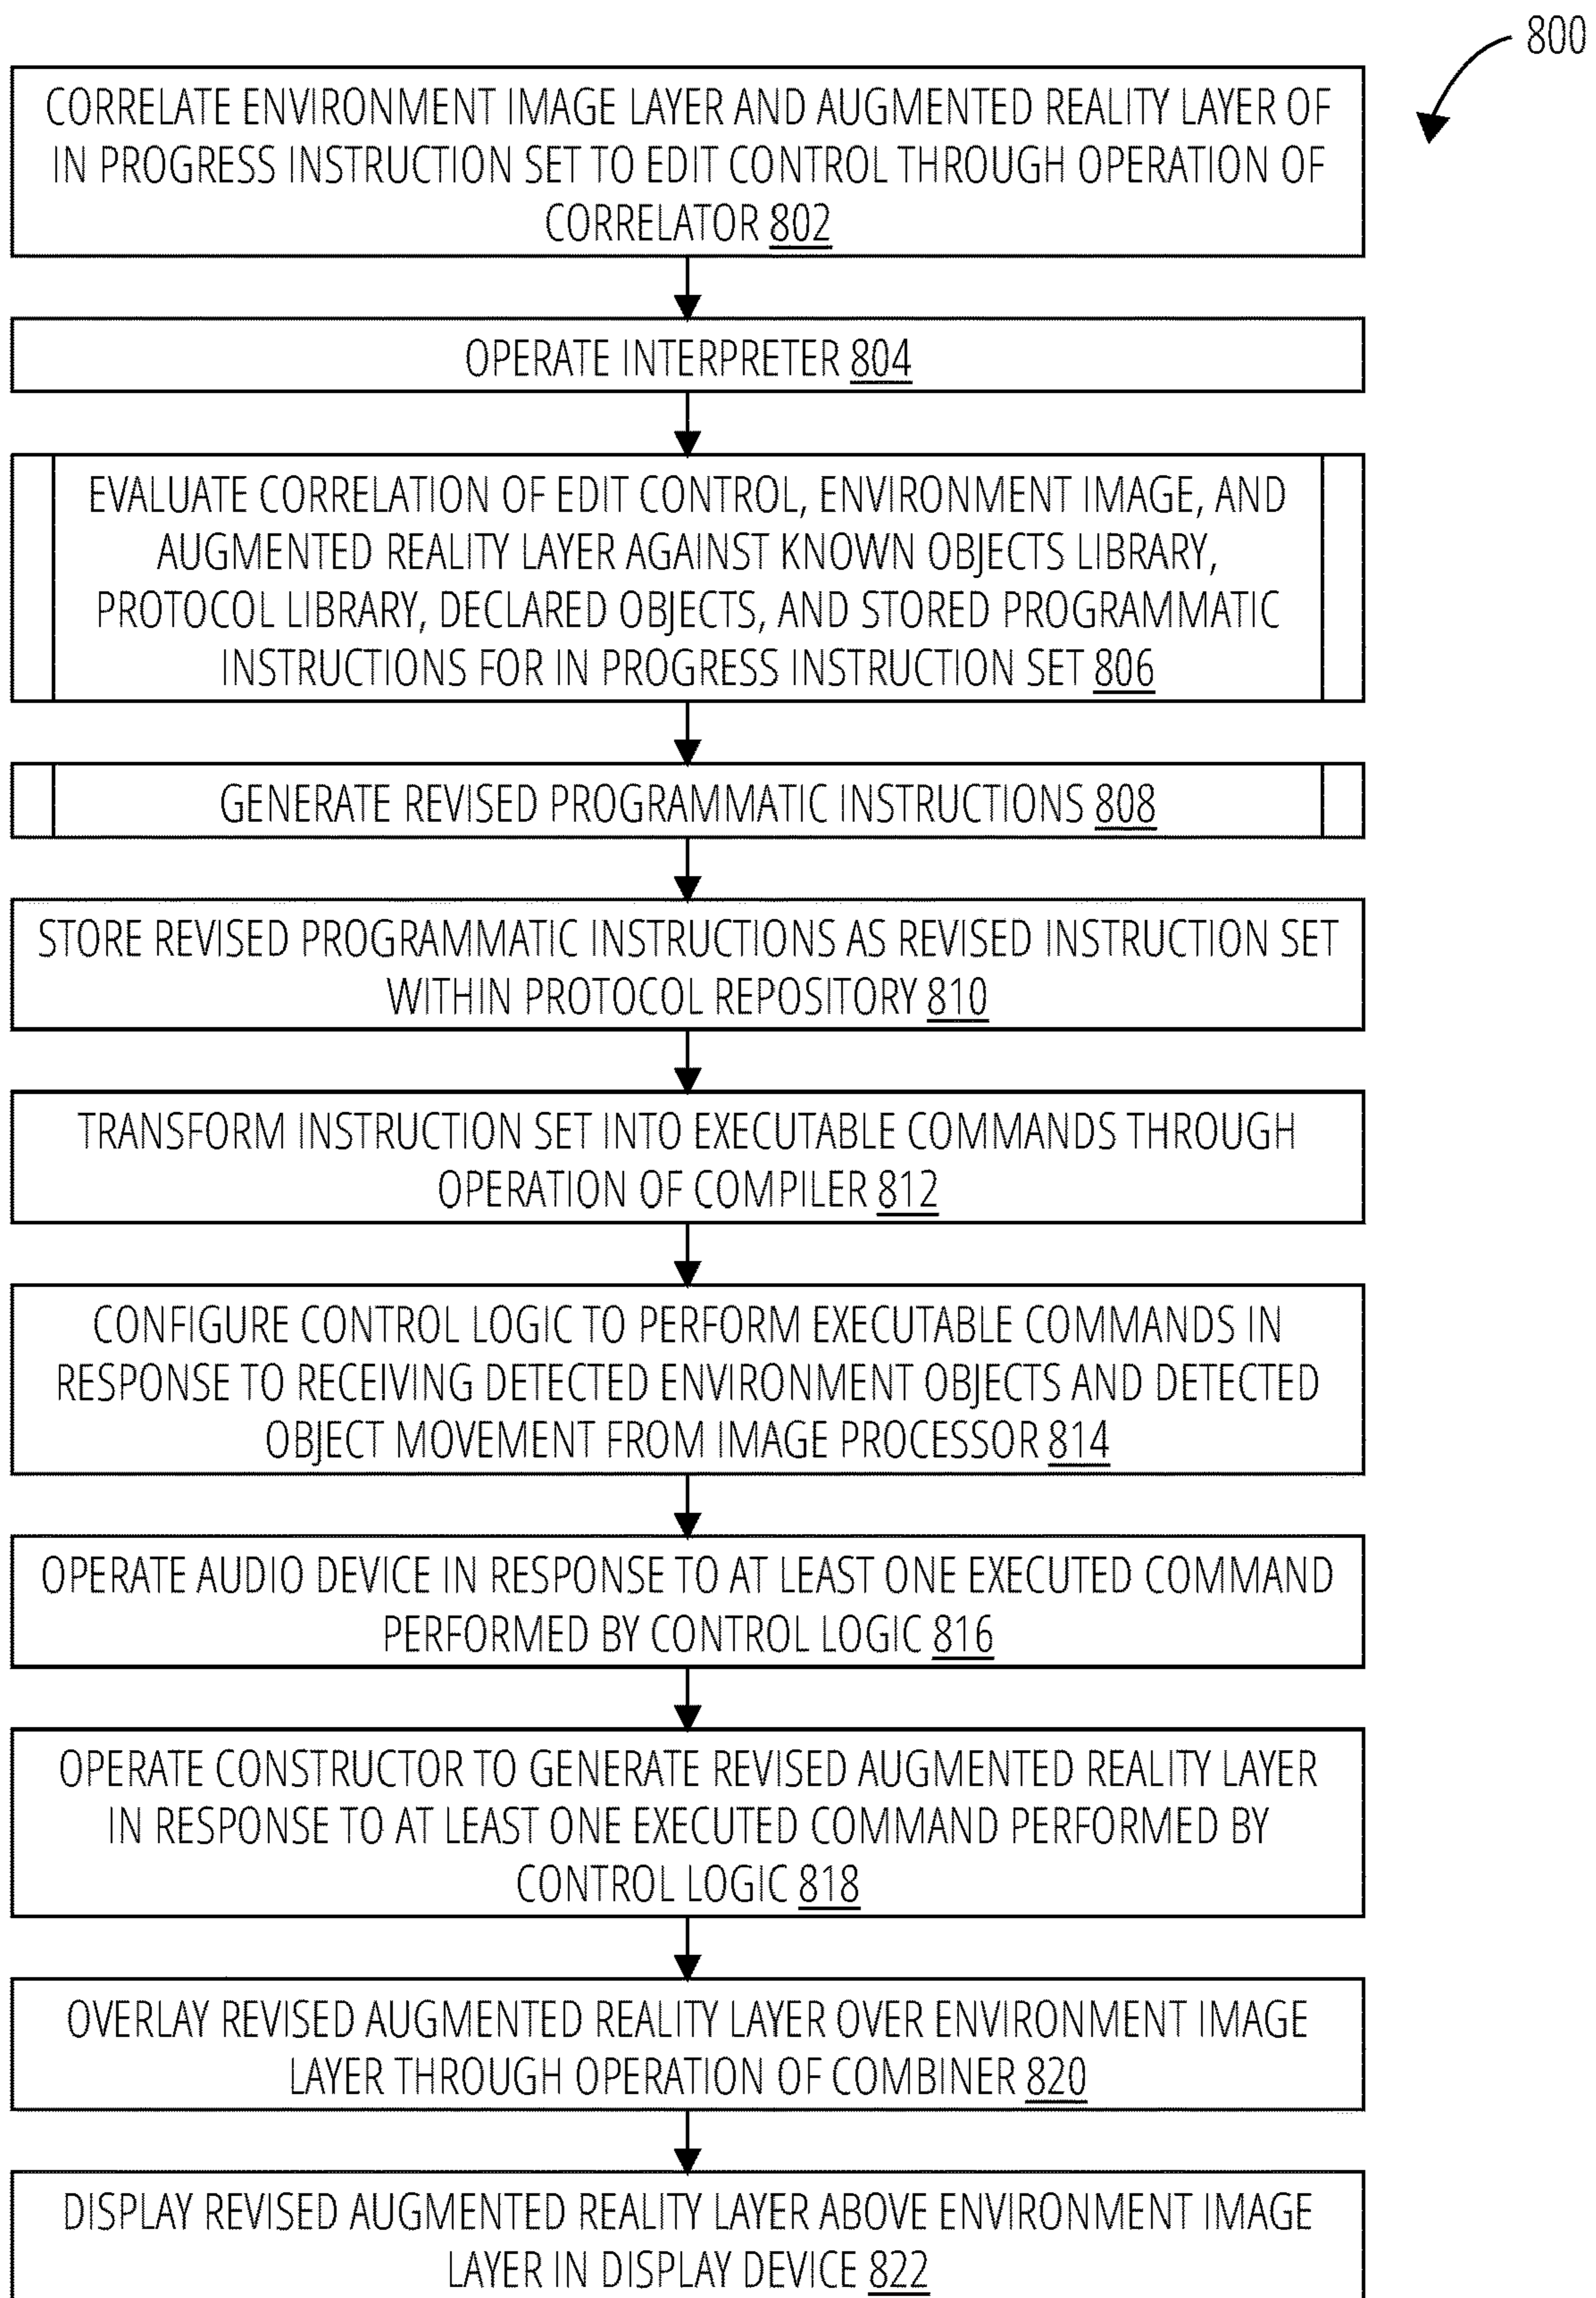 800
CORRELATE ENVIRONMENT IMAGE LAYER AND AUGMENTED REALITY LAYER OF
IN PROGRESS INSTRUCTION SET TO EDIT CONTROL THROUGH OPERATION OF
CORRELATOR 802
OPERATE INTERPRETER 804
EVALUATE CORRELATION OF EDIT CONTROL, ENVIRONMENT IMAGE, AND
AUGMENTED REALITY LAYER AGAINST KNOWN OBJECTS LIBRARY,
PROTOCOL LIBRARY, DECLARED OBJECTS, AND STORED PROGRAMMATIC
INSTRUCTIONS FOR IN PROGRESS INSTRUCTION SET 806
GENERATE REVISED PROGRAMMATIC INSTRUCTIONS 808
STORE REVISED PROGRAMMATIC INSTRUCTIONS AS REVISED INSTRUCTION SET
WITHIN PROTOCOL REPOSITORY 810
TRANSFORM INSTRUCTION SET INTO EXECUTABLE COMMANDS THROUGH
OPERATION OF COMPILER 812
CONFIGURE CONTROL LOGIC TO PERFORM EXECUTABLE COMMANDS IN
RESPONSE TO RECEIVING DETECTED ENVIRONMENT OBJECTS AND DETECTED
OBJECT MOVEMENT FROM IMAGE PROCESSOR 814
OPERATE AUDIO DEVICE IN RESPONSE TO AT LEAST ONE EXECUTED COMMAND
PERFORMED BY CONTROL LOGIC 816
OPERATE CONSTRUCTOR TO GENERATE REVISED AUGMENTED REALITY LAYER
IN RESPONSE TO AT LEAST ONE EXECUTED COMMAND PERFORMED BY
CONTROL LOGIC 818
OVERLAY REVISED AUGMENTED REALITY LAYER OVER ENVIRONMENT IMAGE
LAYER THROUGH OPERATION OF COMBINER 820
DISPLAY REVISED AUGMENTED REALITY LAYER ABOVE ENVIRONMENT IMAGE
LAYER IN DISPLAY DEVICE 822